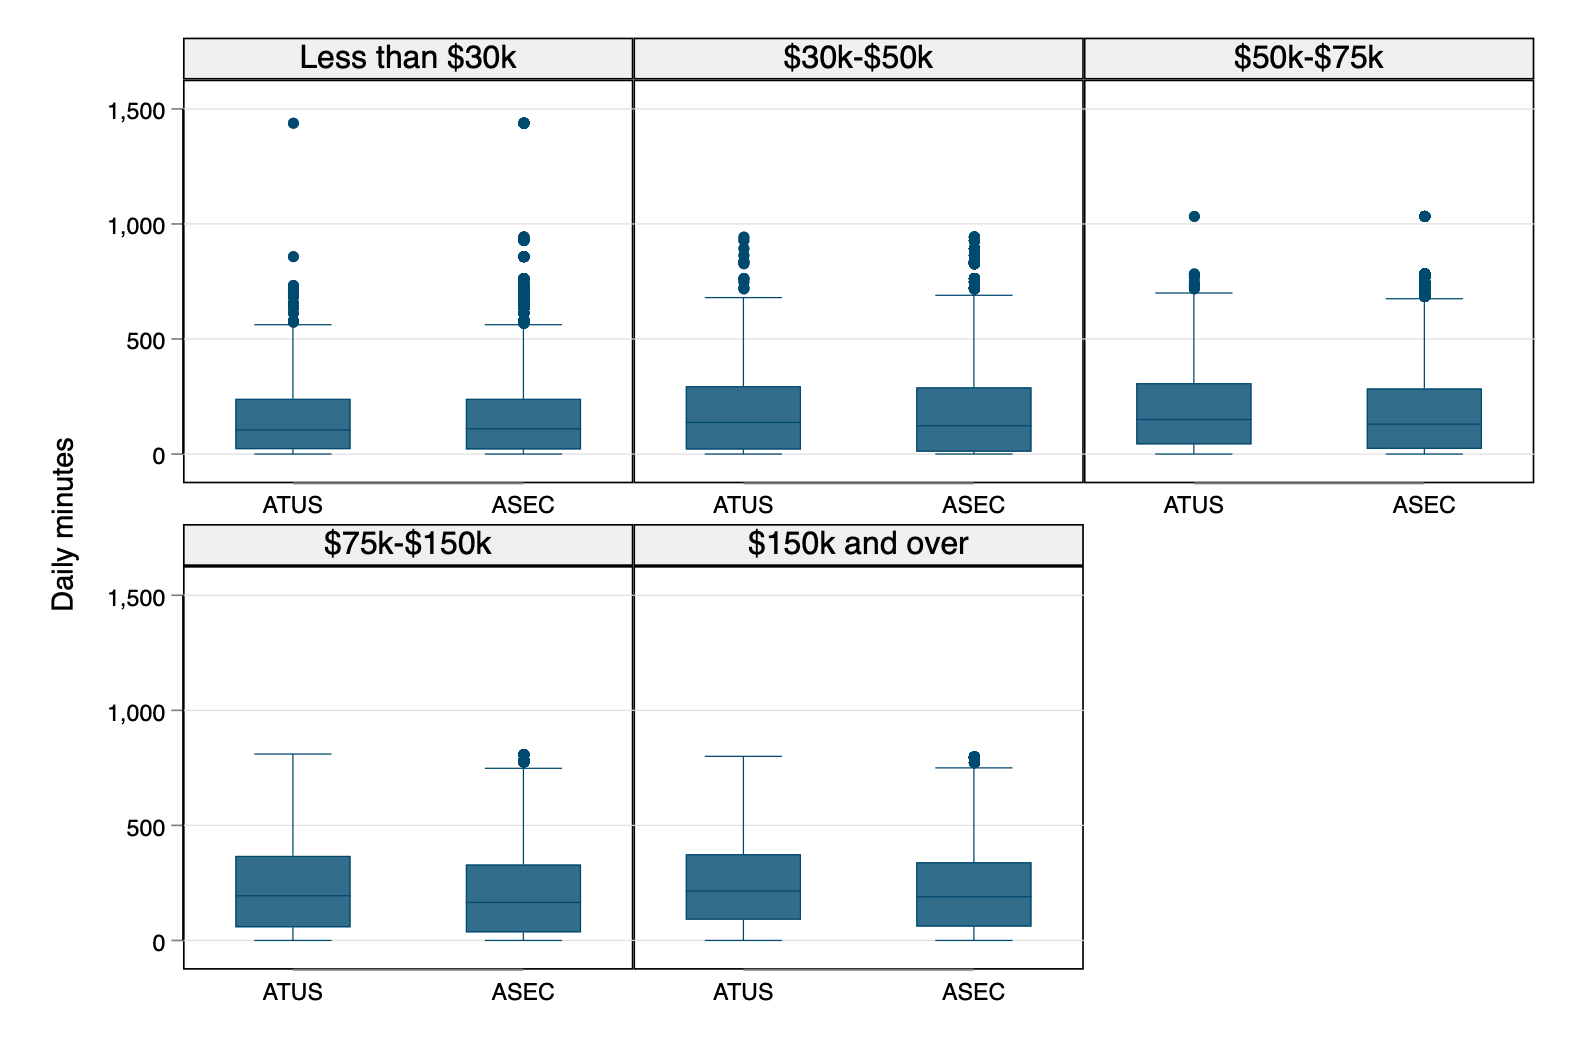 Less than $30k
$30k-$50k
$50k-$75k
1,500
1,000
500
0
ATUS
ASEC
ATUS
ASEC
ATUS
ASEC
Daily minutes
$75k-$150k
$150k and over
1,500
1,000
500
0
ATUS
ASEC
ATUS
ASEC